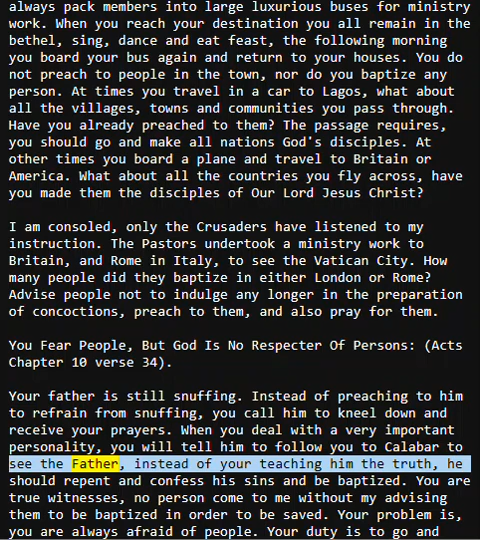 always pack members into large luxurious buses for ministry
work. When you reach your destination you all remain in the
bethel, sing, dance and eat feast, the following morning
you board your bus again and return to your houses. You do
not preach to people in the town, nor do you baptize any
person. At times you travel in a car to Lagos, what about
all the villages, towns and communities you pass through.
Have you already preached to them? The passage requires,
you should go and make all nations God's disciples. At
other times you board a plane and travel to Britain or
America. What about all the countries you fly across, have
you made them the disciples of Our Lord Jesus Christ?

I am consoled, only the Crusaders have listened to my
instruction. The Pastors undertook a ministry work to
Britain, and Rome in Italy, to see the Vatican City. How
many people did they baptize in either London or Rome?
Advise people not to indulge any longer in the preparation
of concoctions, preach to them, and also pray for them.

You Fear People, But God Is No Respecter Of Persons: (Acts
Chapter 10 verse 34).

Your father is still snuffing. Instead of preaching to him
to refrain from snuffing, you call him to kneel down and
receive your prayers. When you deal with a very important
personality, you will tell him to follow you to Calabar to
see the Father, instead of your teaching him the truth, he
should repent and confess his sins and be baptized. You are
true witnesses, no person come to me without my advising
them to be baptized in order to be saved. Your problem is,
you are always afraid of people. Your duty is to go and